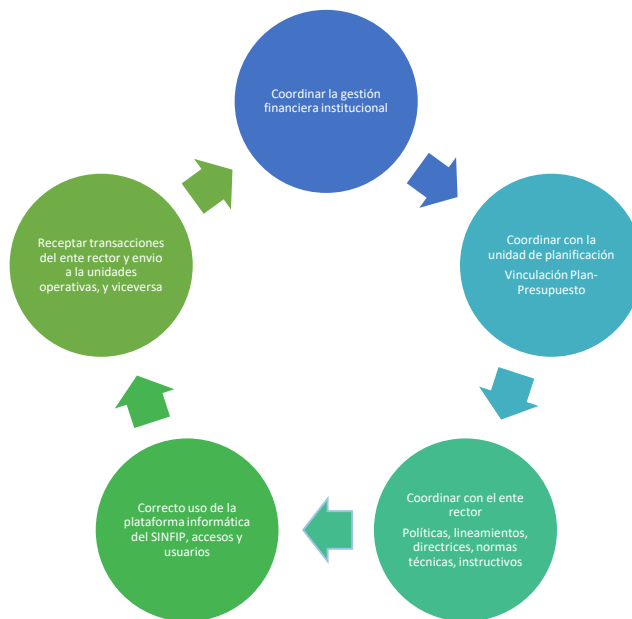 Coordinar la gestión
financiera institucional
Coordinar con la
unidad de planificación
Vinculación Plan-
Presupuesto
Coordinar con el ente
rector
Políticas, lineamientos,
directrices, normas
técnicas, instructivos
Correcto uso de la
plataforma informática
del SINFIP, accesos y
usuarios
Receptar transacciones
del ente rector y envio
a la unidades
operativas, y viceversa